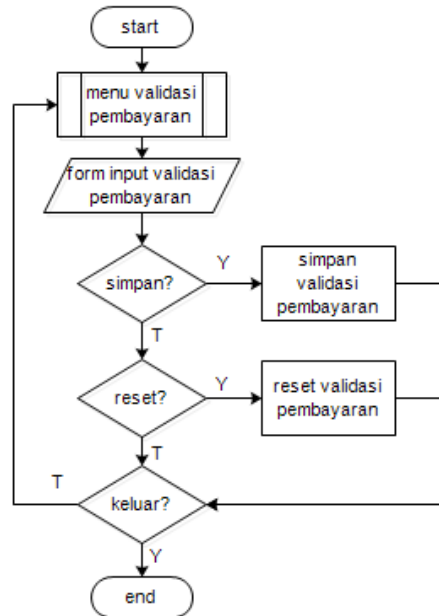 start
menu validasi
pembayaran
form input validasi
pembayaran
simpan?
Y
simpan
validasi
pembayaran
T
reset?
Y
reset validasi
pembayaran
T
keluar?
T
Y
end